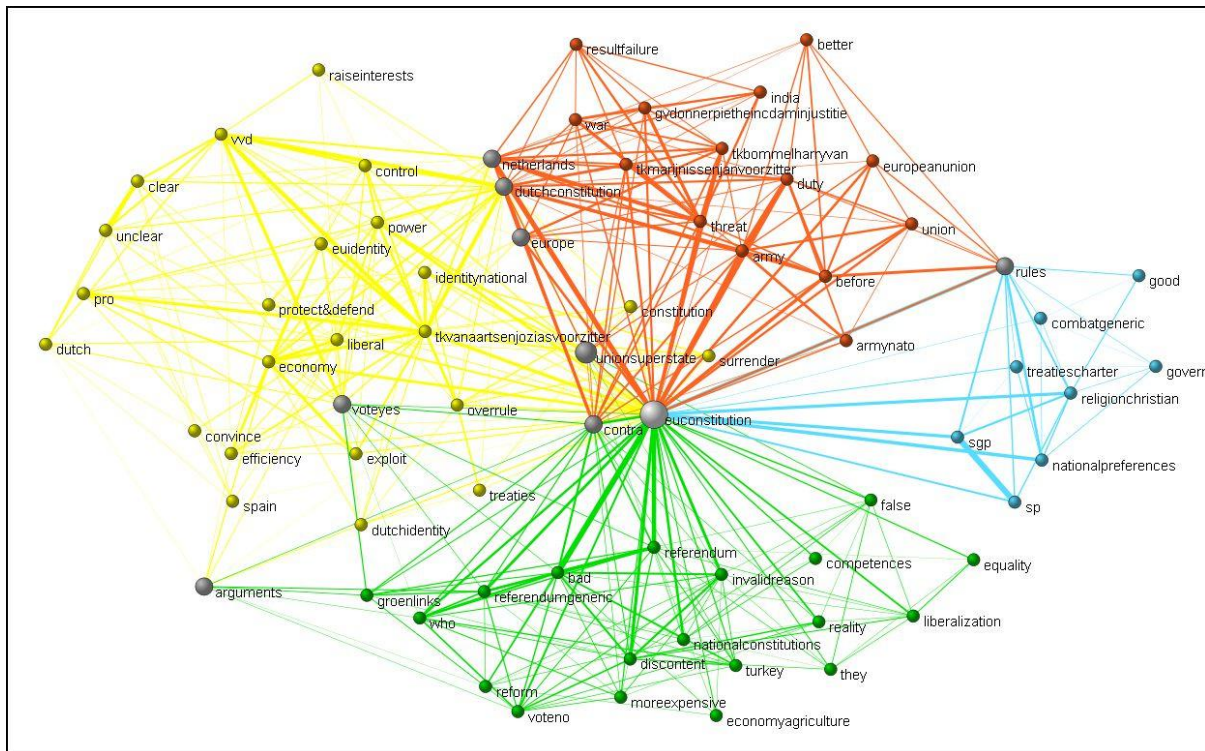 better
resultfailure
raiseinterests
india
gvdonnerpietheincdaminjustitie
war
vvd
tkbommelharryvan
netherlands
control
tkmarijnissenjanvoorzitter
europeanunion
clear
dutchconstitution
duty
power
threat
union
unclear
euidentity
europe
army
identitynational
before
rules
good
pro
protect&defend
constitution
combatgeneric
dutch
liberal
tkvanaartsenjoziasvoorzitter
armynato
economy
unionsuperstate
surrender
treatiescharter
govern
religionchristian
voteyes
overrule
euconstitution
contra
convince
sgp
efficiency
exploit
nationalpreferences
spain
treaties
false
sp
dutchidentity
referendum
competences
equality
arguments
groenlinks
referendumgeneric
bad
invalidreason
who
reality
liberalization
nationalconstitutions
discontent
turkey
they
reform
moreexpensive
voteno
economyagriculture